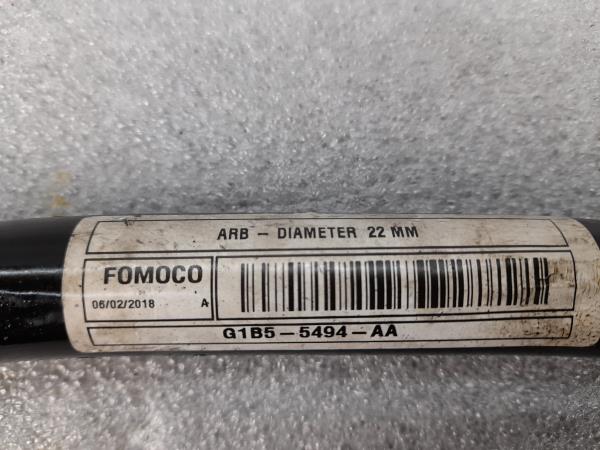 ARB - DIAMETER 22 MM
FOMOCO
06/02/2018 A
G1B5-5494-AA